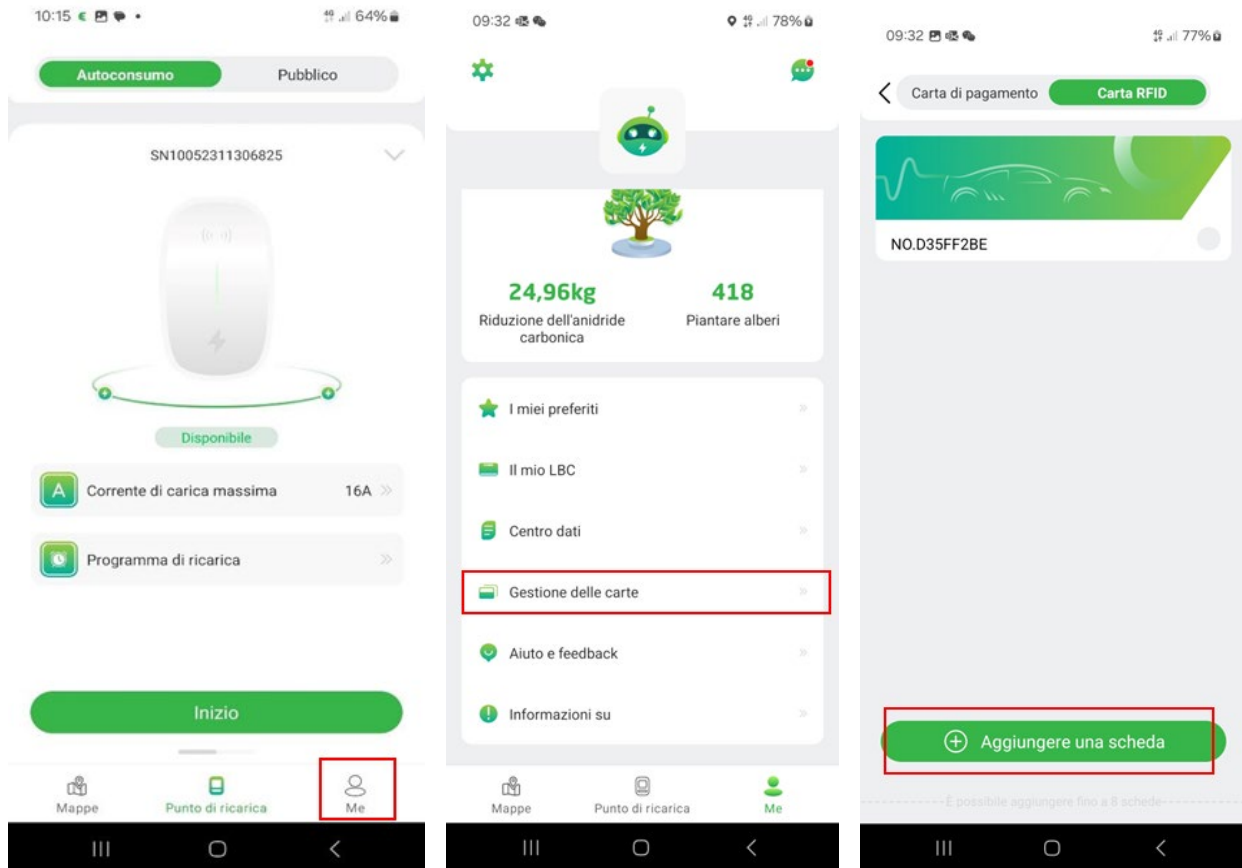 10:15
64%
Autoconsumo
Pubblico
SN10052311306825
Disponibile
A
Corrente di carica massima
16A
Programma di ricarica
Inizio
Mappe
Punto di ricarica
Me
09:32
4G
78%
24,96kg
418
Riduzione dell'anidride
carbonica
Piantare alberi
I miei preferiti
Il mio LBC
Centro dati
Gestione delle carte
Aiuto e feedback
Informazioni su
Mappe
Punto di ricarica
Me
09:32
4G
77%
Carta di pagamento
Carta RFID
NO.D35FF2BE
Aggiungere una scheda
È possibile aggiungere fino a 8 schede